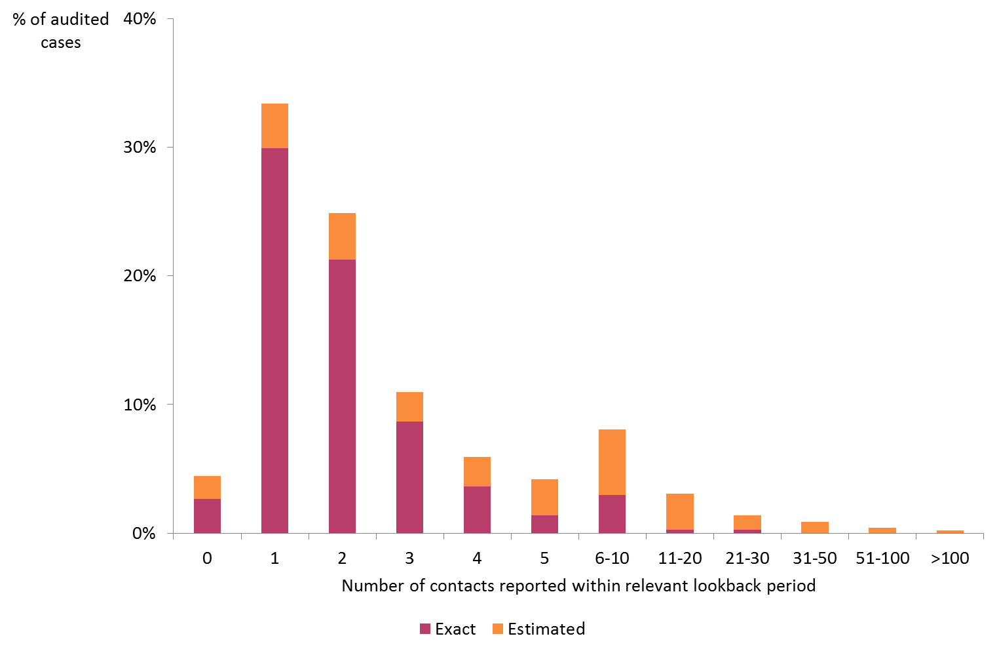 % of audited
cases
40%
30%
20%
10%
0%
0 1 2 3 4 5 6-10 11-20 21-30 31-50 51-100 >100
Number of contacts reported within relevant lookback period
Exact Estimated